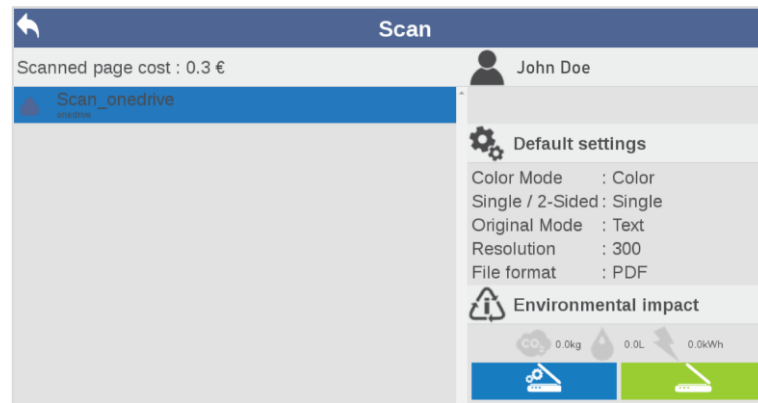 Scan
Scanned page cost : 0.3 €
John Doe
Scan_onedrive
onedrive
Default settings
Color Mode : Color
Single / 2-Sided : Single
Original Mode : Text
Resolution : 300
File format : PDF
Environmental impact
CO₂ 0.0kg 0.0L 0.0kWh